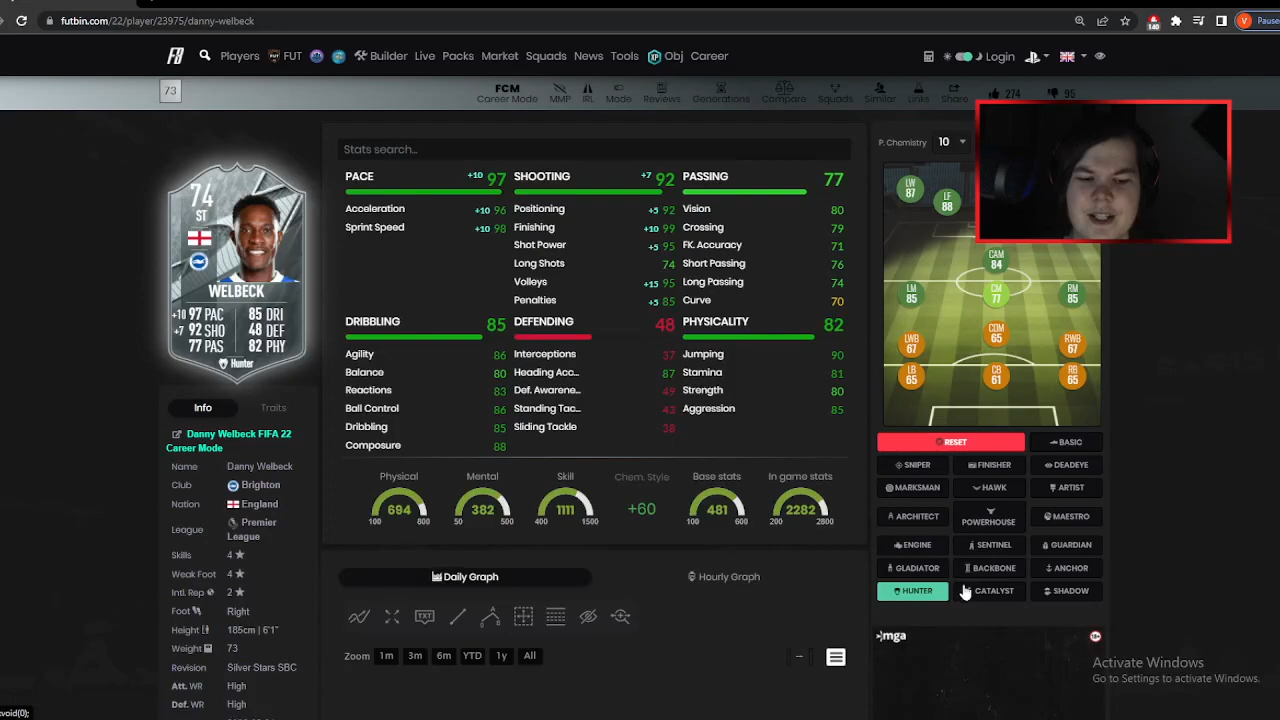 futbin.com/22/player/23975/danny-welbeck
140
V
Paused
Players FUT Builder Live Packs Market Squads News Tools Obj Career
Login
73
FCM
Career Mode MMP IRL Mode Reviews Generations Compare Squads Similar Links Share
274 95
74
ST
WELBECK
+10 97 PAC 85 DRI
+7 92 SHO 48 DEF
77 PAS 82 PHY
Hunter
Info Traits
Danny Welbeck FIFA 22
Career Mode
Name Danny Welbeck
Club Brighton
Nation England
League Premier
League
Skills 4
Weak Foot 4
Intl. Rep 2
Foot Right
Height 185cm | 6'1"
Weight 73
Revision Silver Stars SBC
Att. WR High
Def. WR High
void(0);
Stats search...
PACE +10 97
Acceleration +10 96
Sprint Speed +10 98
SHOOTING +7 92
Positioning +5 92
Finishing +10 99
Shot Power +5 95
Long Shots 74
Volleys +15 95
Penalties +5 85
PASSING 77
Vision 80
Crossing 79
FK. Accuracy 71
Short Passing 76
Long Passing 74
Curve 70
DRIBBLING 85
Agility 86
Balance 80
Reactions 83
Ball Control 86
Dribbling 85
Composure 88
DEFENDING 48
Interceptions 37
Heading Acc... 87
Def. Awarene... 49
Standing Tac... 43
Sliding Tackle 38
PHYSICALITY 82
Jumping 90
Stamina 81
Strength 80
Aggression 85
Physical Mental Skill Chem. Style Base stats In game stats
694 382 1111 +60 481 2282
100 800 50 500 400 1500 100 600 200 2800
Daily Graph Hourly Graph
TXT
Zoom 1m 3m 6m YTD 1y All --
P. Chemistry 10
LW
87
LF
88
CAM
84
LM
85
CM
77
RM
85
LWB
67
CDM
65
RWB
67
LB
65
CB
61
RB
65
RESET BASIC
SNIPER FINISHER DEADEYE
MARKSMAN HAWK ARTIST
ARCHITECT POWERHOUSE MAESTRO
ENGINE SENTINEL GUARDIAN
GLADIATOR BACKBONE ANCHOR
HUNTER CATALYST SHADOW
mga
18+
Activate Windows
Go to Settings to activate Windows.